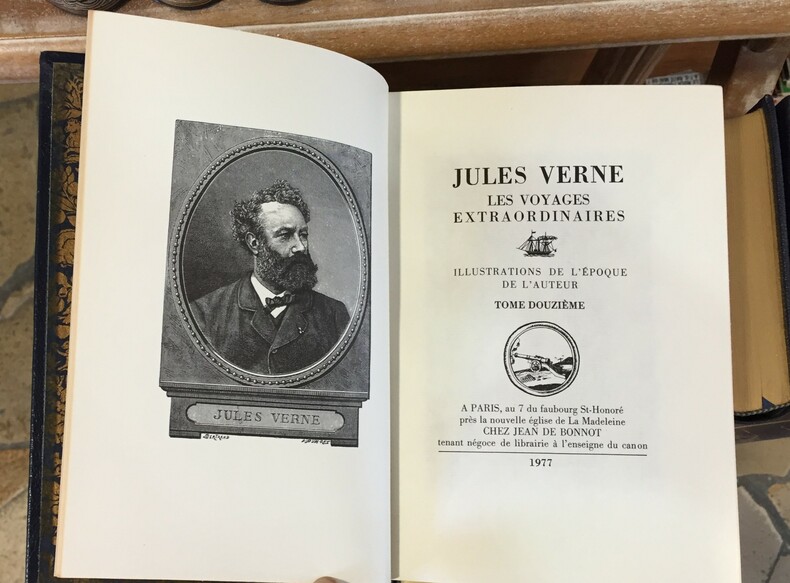 JULES VERNE
BERTRAND
JULES VERNE
LES VOYAGES
EXTRAORDINAIRES
ILLUSTRATIONS DE L'ÉPOQUE
DE L'AUTEUR
TOME DOUZIÈME
A PARIS, au 7 du faubourg St-Honoré
près la nouvelle église de La Madeleine
CHEZ JEAN DE BONNOT
tenant négoce de librairie à l'enseigne du canon
1977